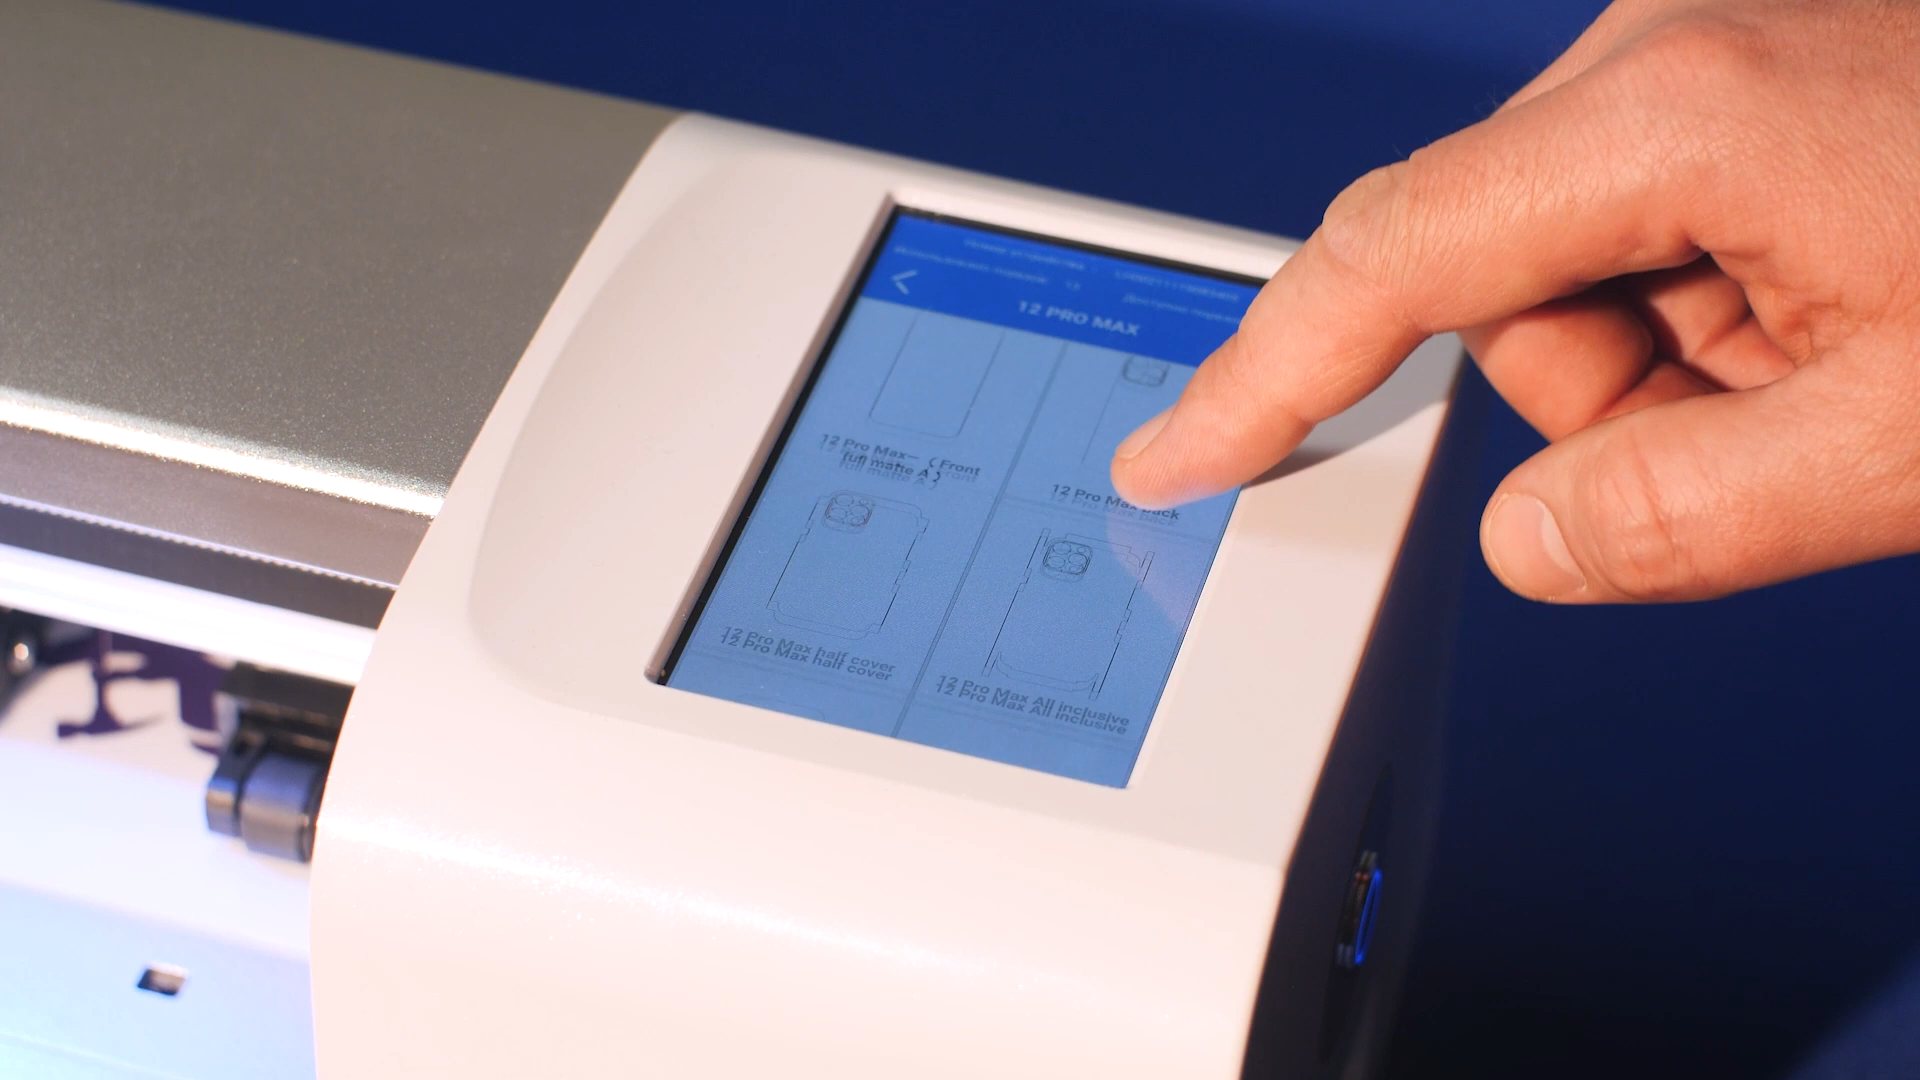 12 PRO MAX
12 Pro Max— (Front
full matte A)
12 Pro Max back
12 Pro Max half cover
12 Pro Max All inclusive